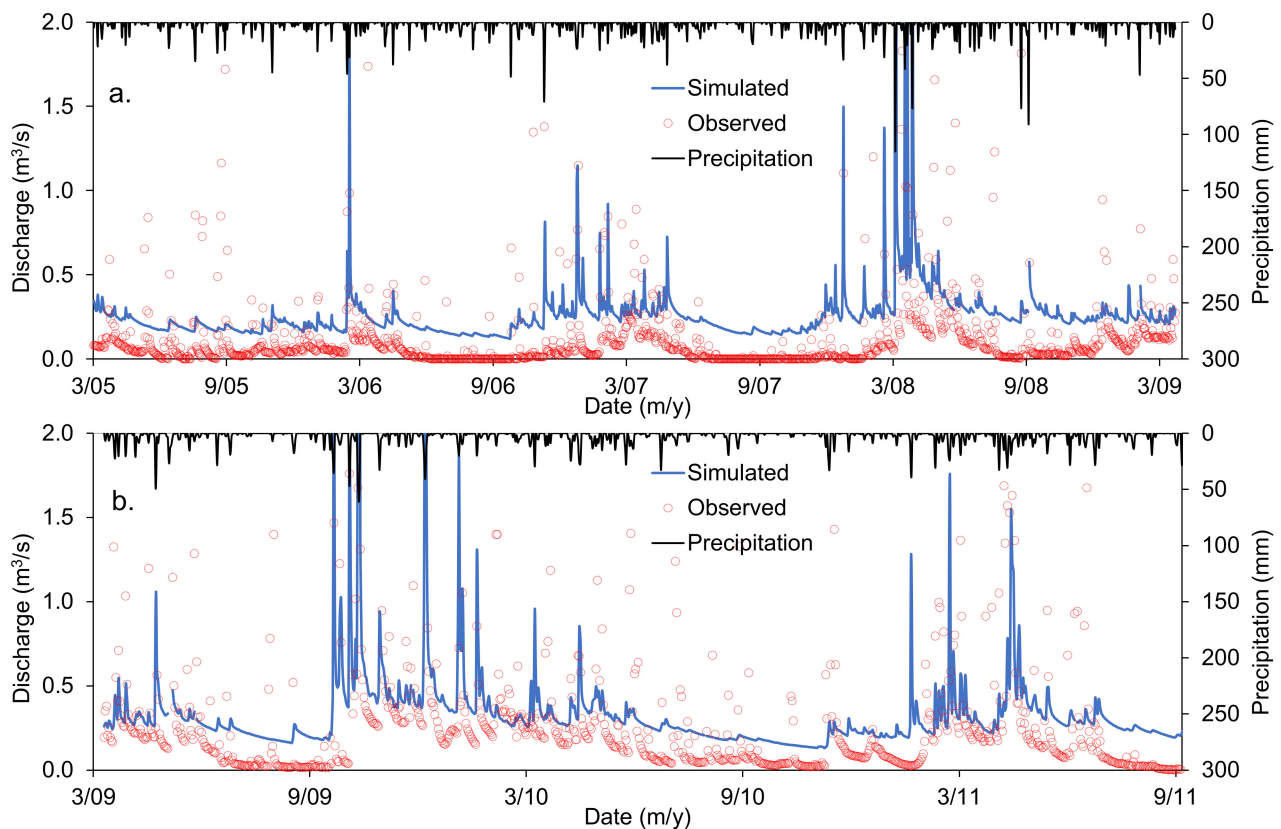 2.0
1.5
1.0
0.5
0.0
Discharge (m³/s)
a.
Simulated
Observed
Precipitation
0
50
100
150
200
250
300
Precipitation (mm)
3/05 9/05 3/06 9/06 3/07 9/07 3/08 9/08 3/09
Date (m/y)
2.0
1.5
1.0
0.5
0.0
Discharge (m³/s)
b.
Simulated
Observed
Precipitation
0
50
100
150
200
250
300
Precipitation (mm)
3/09 9/09 3/10 9/10 3/11 9/11
Date (m/y)